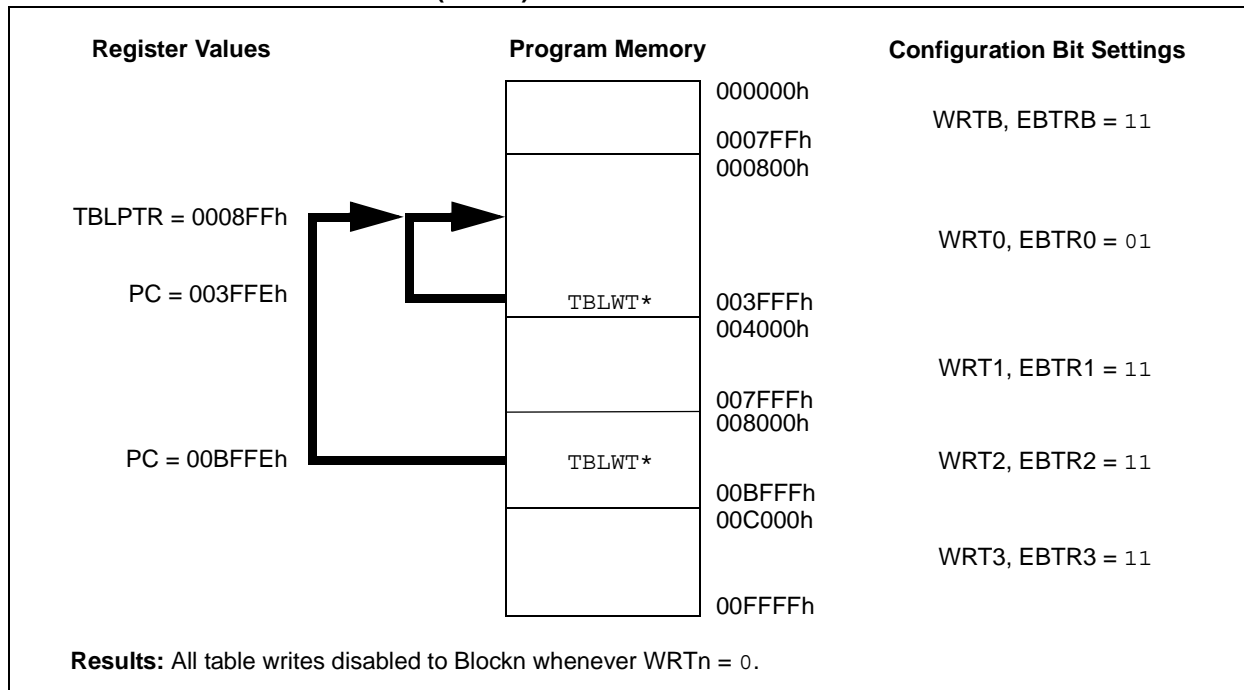 Register Values Program Memory Configuration Bit Settings
000000h
WRTB, EBTRB = 11
0007FFh
000800h
TBLPTR = 0008FFh
WRT0, EBTR0 = 01
PC = 003FFEh TBLWT* 003FFFh
004000h
WRT1, EBTR1 = 11
007FFFh
008000h
PC = 00BFFEh TBLWT* WRT2, EBTR2 = 11
00BFFFh
00C000h
WRT3, EBTR3 = 11
00FFFFh
Results: All table writes disabled to Blockn whenever WRTn = 0.